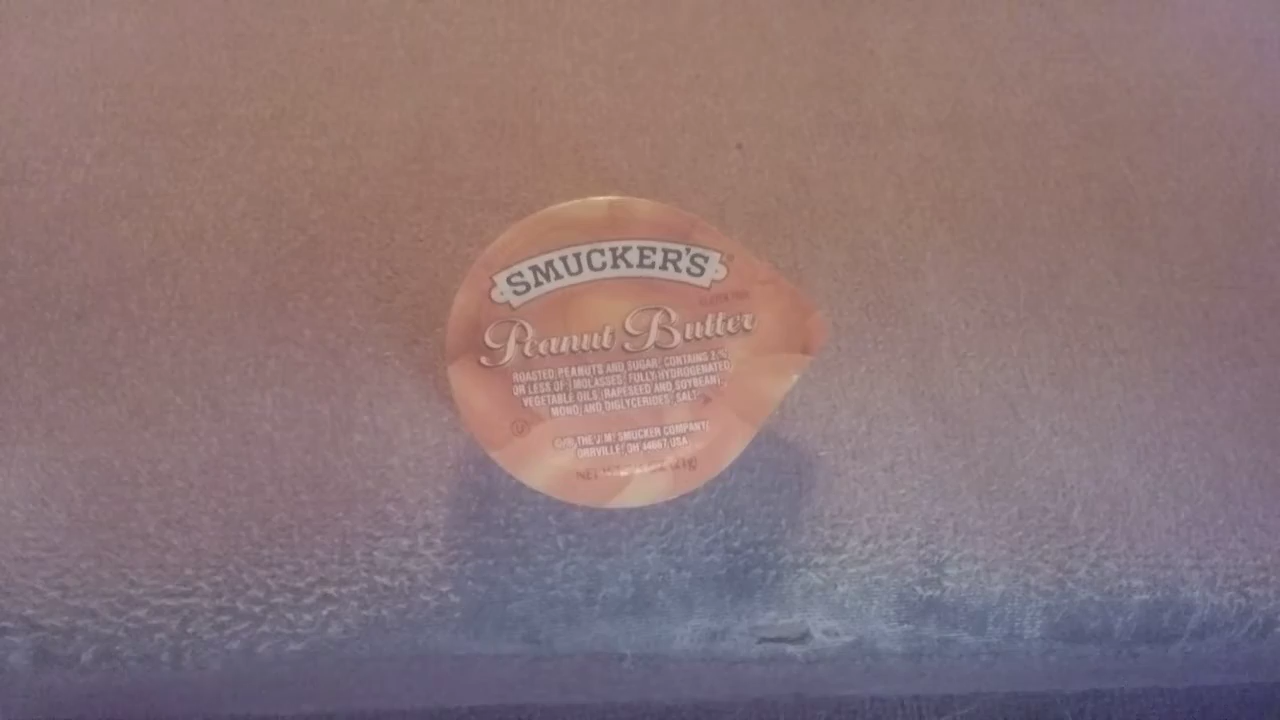 SMUCKER'S
GLUTEN FREE
Peanut Butter
ROASTED PEANUTS AND SUGAR, CONTAINS 2%
OR LESS OF: MOLASSES, FULLY HYDROGENATED
VEGETABLE OILS (RAPESEED AND SOYBEAN),
MONO AND DIGLYCERIDES, SALT.
THE J.M. SMUCKER COMPANY
ORRVILLE, OH 44667 USA
NET (21g)